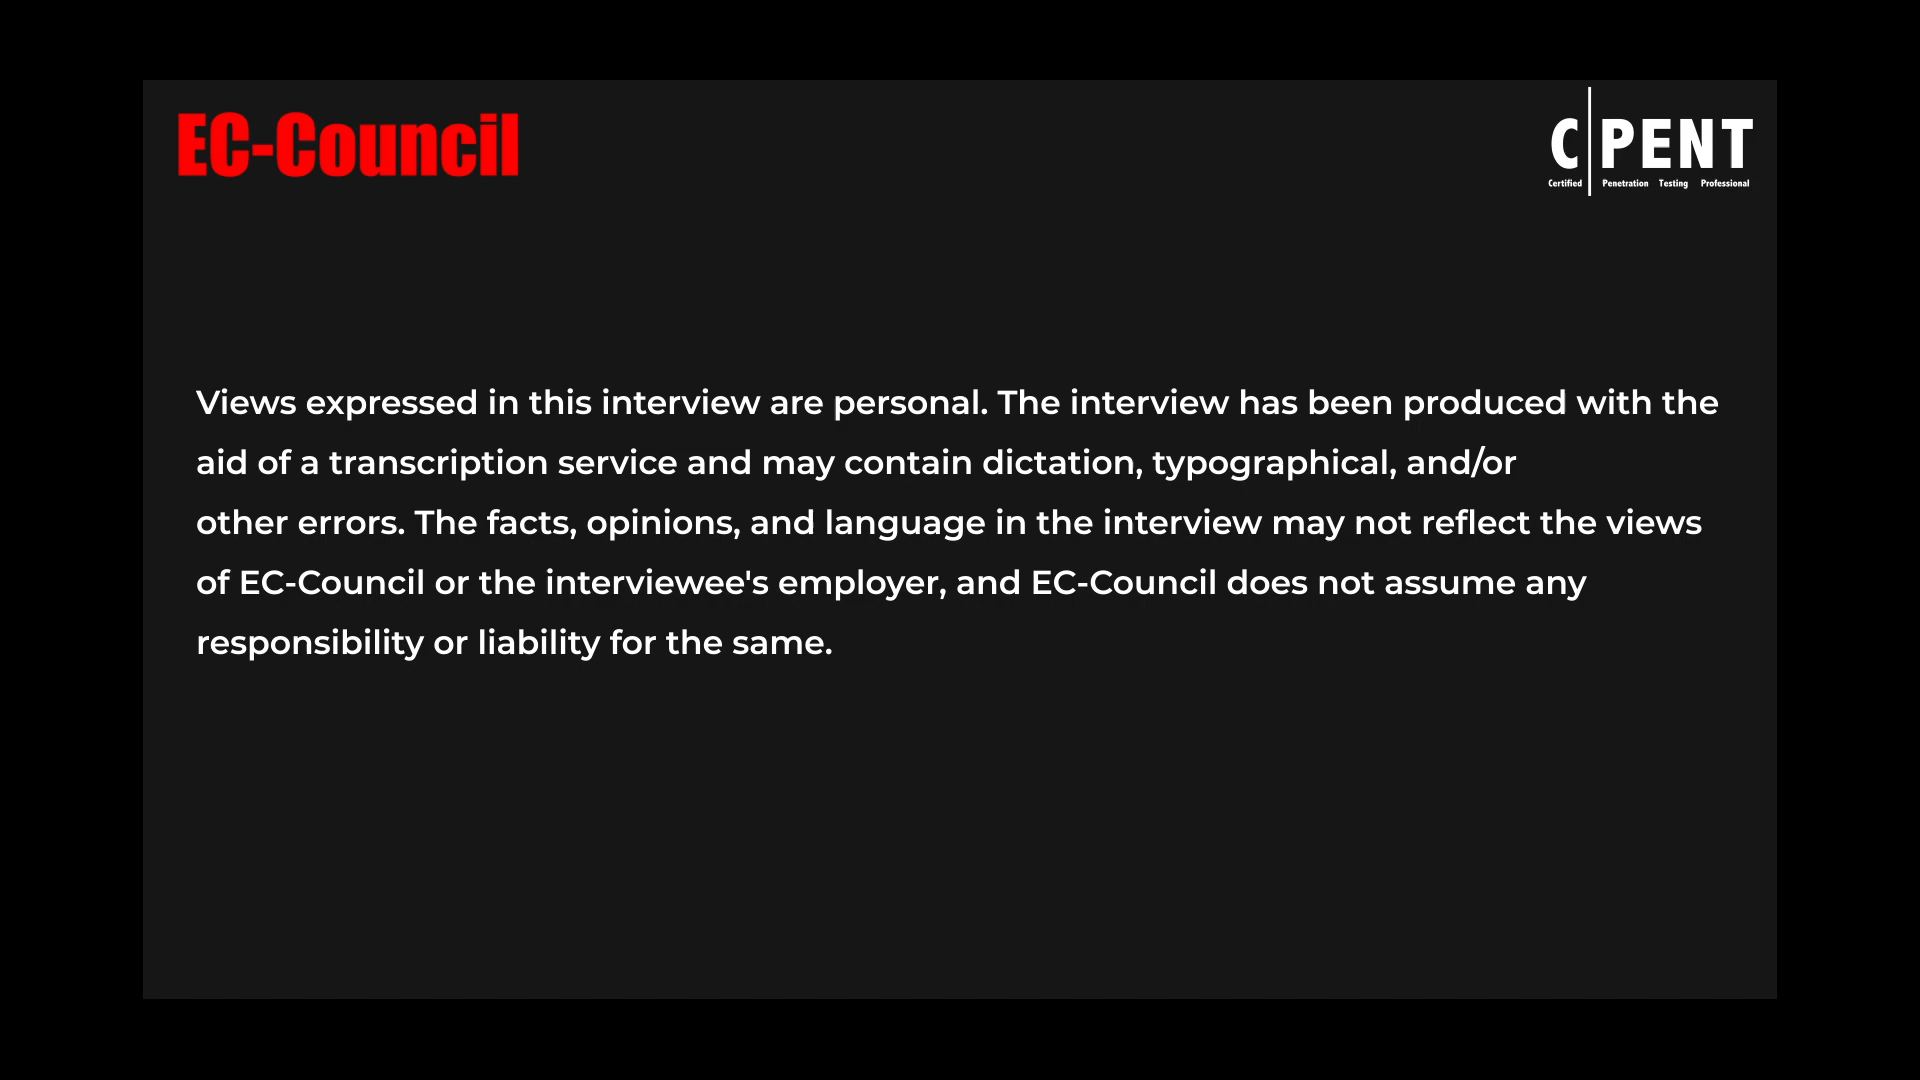 EC-Council
C|PENT
Certified Penetration Testing Professional
Views expressed in this interview are personal. The interview has been produced with the
aid of a transcription service and may contain dictation, typographical, and/or
other errors. The facts, opinions, and language in the interview may not reflect the views
of EC-Council or the interviewee's employer, and EC-Council does not assume any
responsibility or liability for the same.